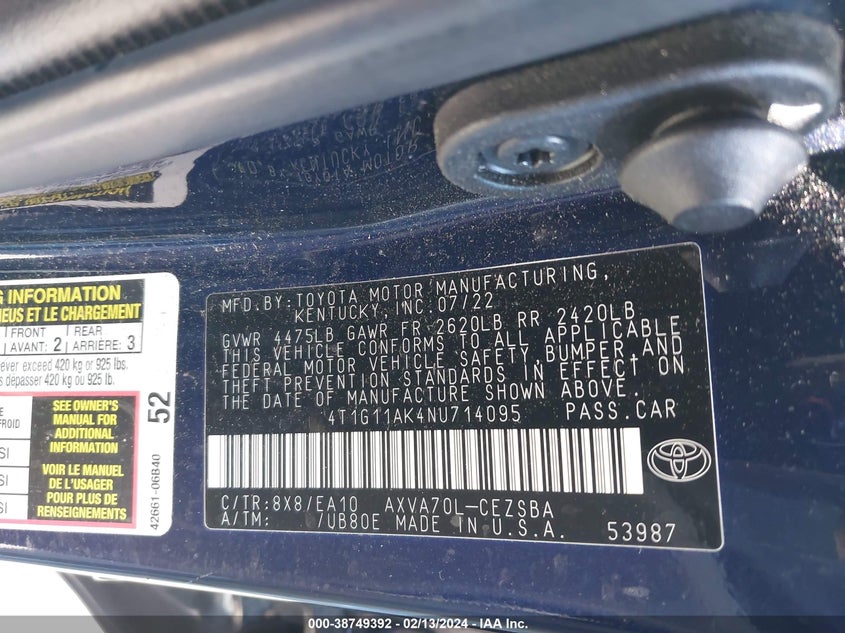 G INFORMATION
NEUS ET LE CHARGEMENT
FRONT
AVANT: 2
REAR
ARRIÈRE: 3
ever exceed 420 kg or 925 lbs.
s dépasser 420 kg ou 925 lb.
FROID
SI
SI
SEE OWNER'S
MANUAL FOR
ADDITIONAL
INFORMATION
VOIR LE MANUEL
DE L'USAGER
POUR PLUS DE
RENSEIGNEMENTS
52
42661-06B40
MFD.BY: TOYOTA MOTOR MANUFACTURING,
KENTUCKY, INC. 07/22
GVWR 4475LB GAWR FR 2620LB RR 2420LB
THIS VEHICLE CONFORMS TO ALL APPLICABLE
FEDERAL MOTOR VEHICLE SAFETY, BUMPER, AND
THEFT PREVENTION STANDARDS IN EFFECT ON
THE DATE OF MANUFACTURE SHOWN ABOVE.
4T1G11AK4NU714095 PASS.CAR
C/TR: 8X8/EA10 AXVA70L-CEZSBA
A/TM: /UB80E MADE IN U.S.A.
53987
000-38749392 - 02/13/2024 - IAA Inc.